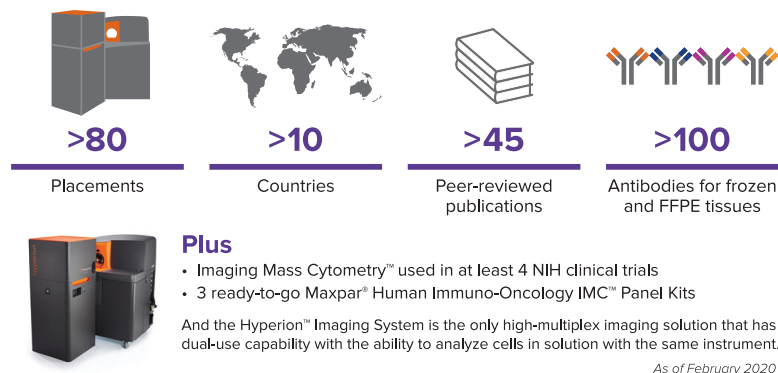 >80
>10
>45
>100
Placements
Countries
Peer-reviewed
publications
Antibodies for frozen
and FFPE tissues
Plus
• Imaging Mass Cytometry™ used in at least 4 NIH clinical trials
• 3 ready-to-go Maxpar® Human Immuno-Oncology IMC™ Panel Kits
And the Hyperion™ Imaging System is the only high-multiplex imaging solution that has
dual-use capability with the ability to analyze cells in solution with the same instrument.
As of February 2020
Hyperion